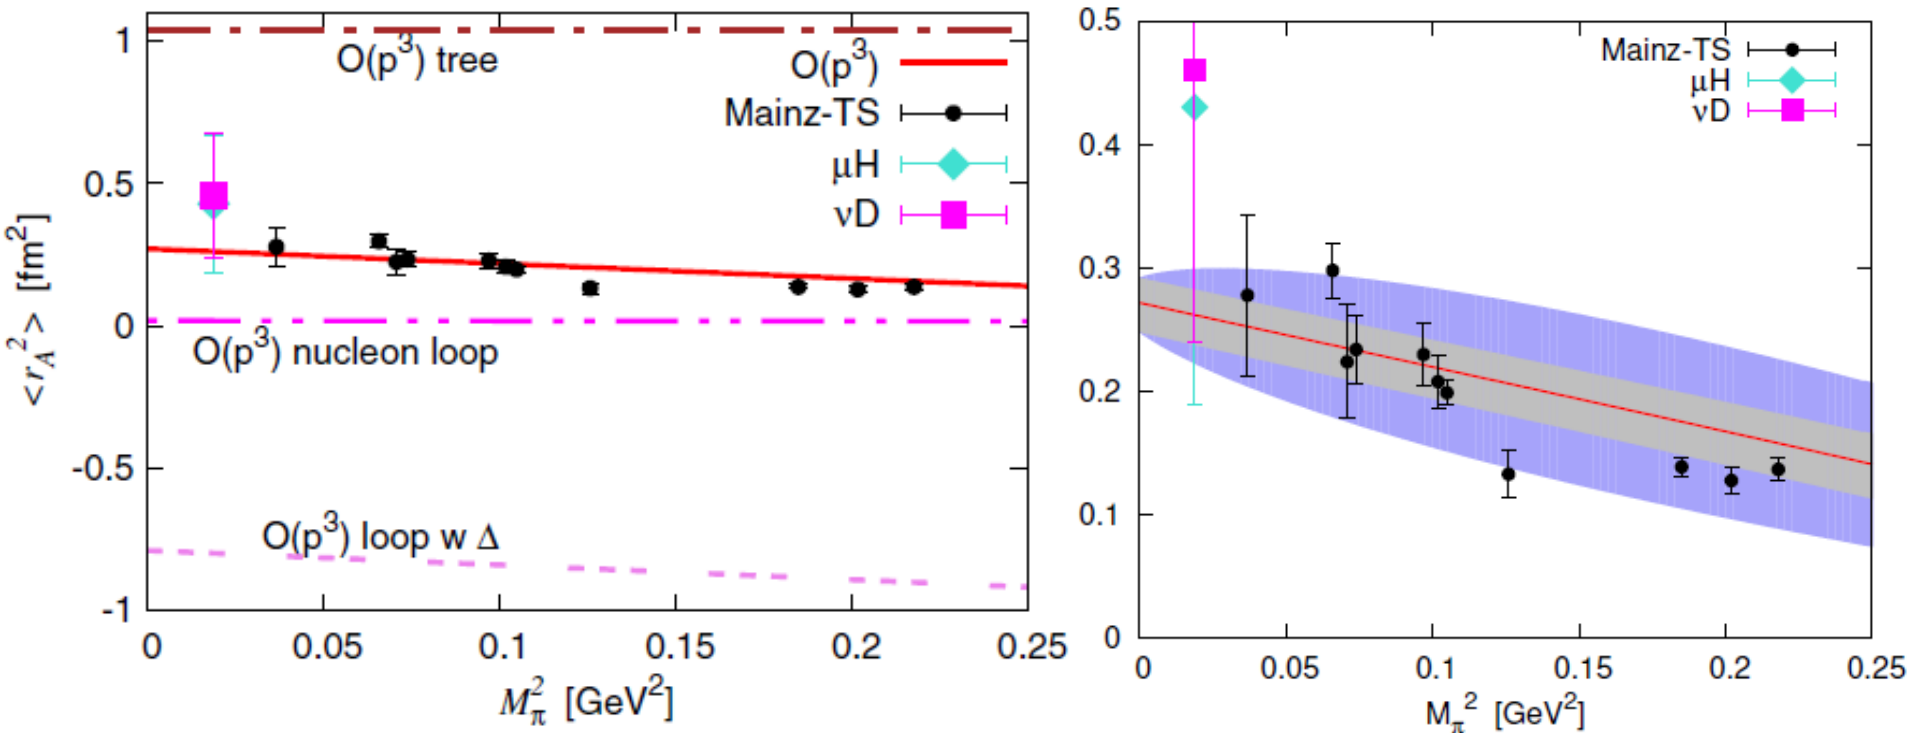 1
O(p³) tree
O(p³)
Mainz-TS
μH
νD
0.5
<r_A²> [fm²]
0
O(p³) nucleon loop
-0.5
O(p³) loop w Δ
-1
0 0.05 0.1 0.15 0.2 0.25
M_π² [GeV²]
0.5
Mainz-TS
μH
νD
0.4
0.3
0.2
0.1
0
0 0.05 0.1 0.15 0.2 0.25
M_π² [GeV²]